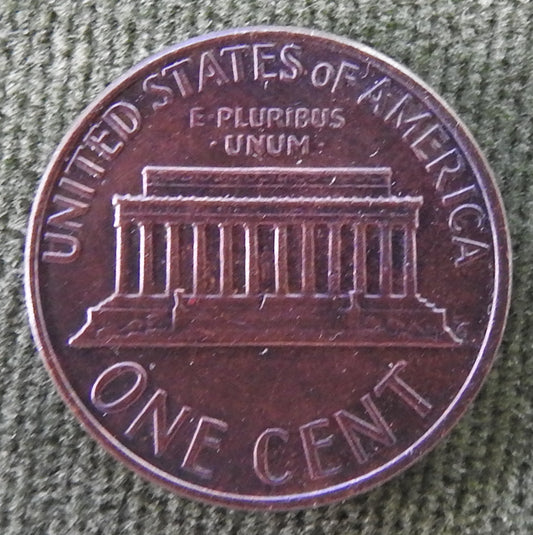 UNITED STATES OF AMERICA
E·PLURIBUS
·UNUM·
ONE CENT